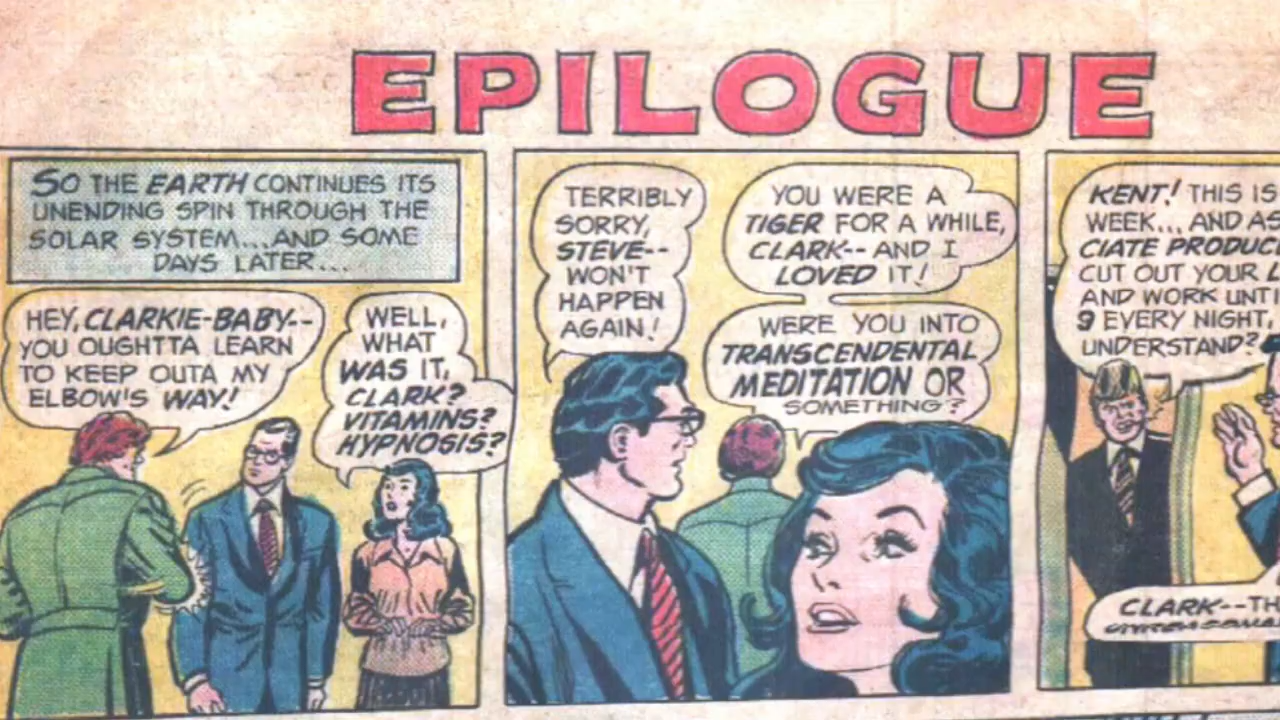 EPILOGUE
SO THE EARTH CONTINUES ITS
UNENDING SPIN THROUGH THE
SOLAR SYSTEM...AND SOME
DAYS LATER...
HEY, CLARKIE-BABY--
YOU OUGHTTA LEARN
TO KEEP OUTA MY
ELBOW'S WAY!
WELL,
WHAT
WAS IT,
CLARK?
VITAMINS?
HYPNOSIS?
TERRIBLY
SORRY,
STEVE--
WON'T
HAPPEN
AGAIN!
YOU WERE A
TIGER FOR A WHILE,
CLARK-- AND I
LOVED IT!
WERE YOU INTO
TRANSCENDENTAL
MEDITATION OR
SOMETHING?
KENT! THIS IS
WEEK... AND AS
CIATE PRODUC
CUT OUT YOUR L
AND WORK UNTI
9 EVERY NIGHT,
UNDERSTAND?
CLARK--TH